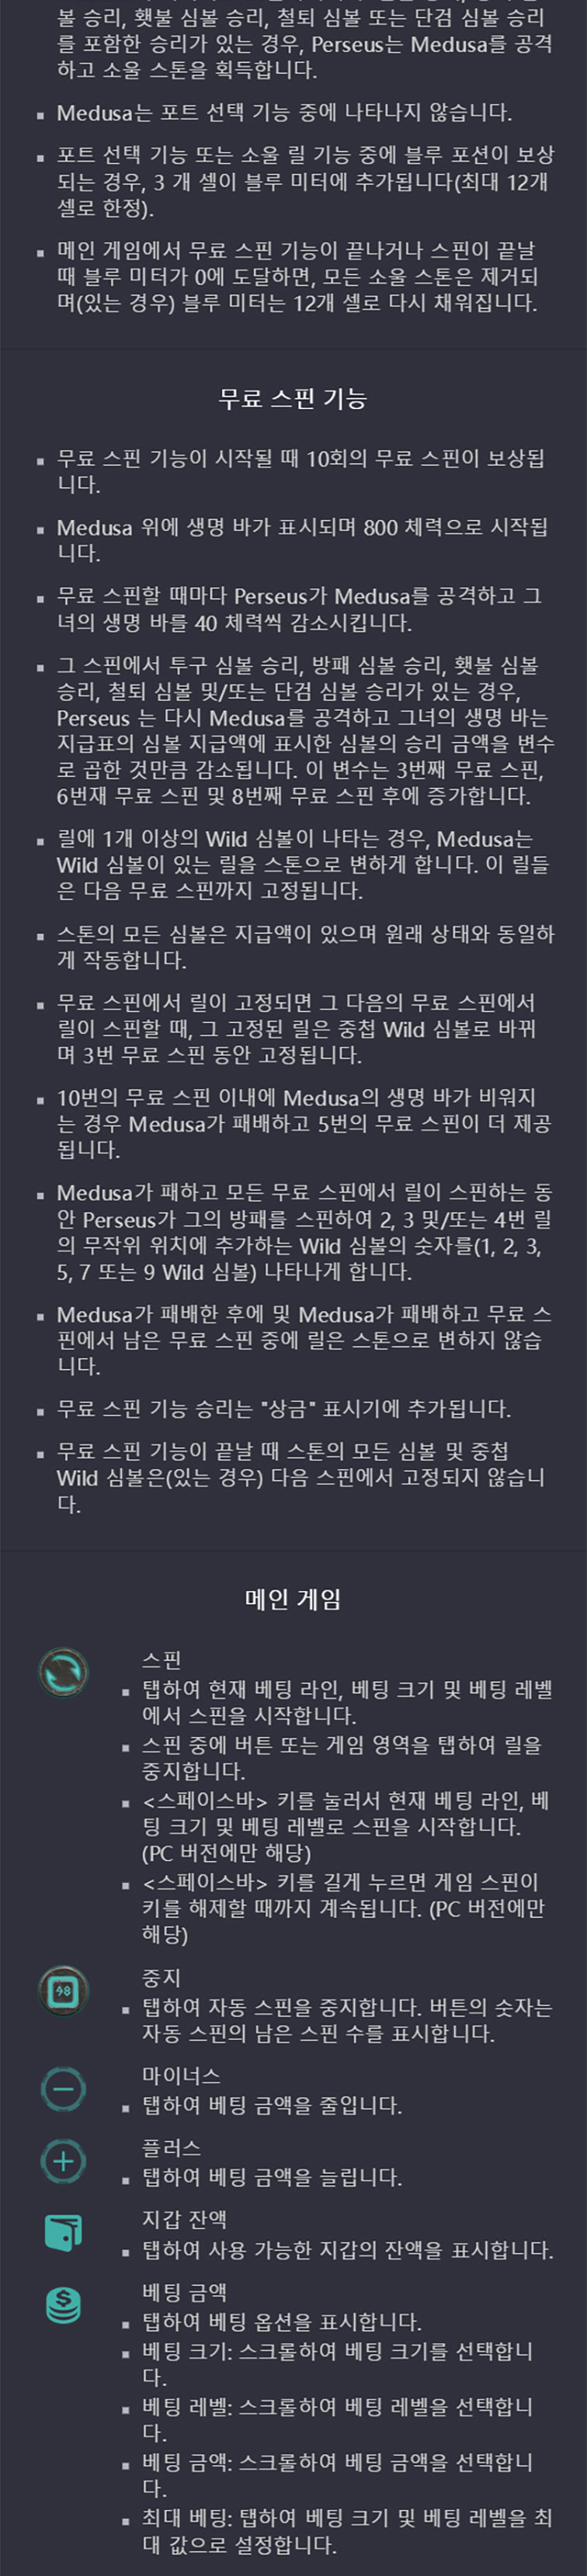 볼 승리, 횃불 심볼 승리, 철퇴 심볼 또는 단검 심볼 승리
를 포함한 승리가 있는 경우, Perseus는 Medusa를 공격
하고 소울 스톤을 획득합니다.
▪ Medusa는 포트 선택 기능 중에 나타나지 않습니다.
▪ 포트 선택 기능 또는 소울 릴 기능 중에 블루 포션이 보상
되는 경우, 3 개 셀이 블루 미터에 추가됩니다(최대 12개
셀로 한정).
▪ 메인 게임에서 무료 스핀 기능이 끝나거나 스핀이 끝날
때 블루 미터가 0에 도달하면, 모든 소울 스톤은 제거되
며(있는 경우) 블루 미터는 12개 셀로 다시 채워집니다.
무료 스핀 기능
▪ 무료 스핀 기능이 시작될 때 10회의 무료 스핀이 보상됩
니다.
▪ Medusa 위에 생명 바가 표시되며 800 체력으로 시작됩
니다.
▪ 무료 스핀할 때마다 Perseus가 Medusa를 공격하고 그
녀의 생명 바를 40 체력씩 감소시킵니다.
▪ 그 스핀에서 투구 심볼 승리, 방패 심볼 승리, 횃불 심볼
승리, 철퇴 심볼 및/또는 단검 심볼 승리가 있는 경우,
Perseus 는 다시 Medusa를 공격하고 그녀의 생명 바는
지급표의 심볼 지급액에 표시한 심볼의 승리 금액을 변수
로 곱한 것만큼 감소됩니다. 이 변수는 3번째 무료 스핀,
6번재 무료 스핀 및 8번째 무료 스핀 후에 증가합니다.
▪ 릴에 1개 이상의 Wild 심볼이 나타는 경우, Medusa는
Wild 심볼이 있는 릴을 스톤으로 변하게 합니다. 이 릴들
은 다음 무료 스핀까지 고정됩니다.
▪ 스톤의 모든 심볼은 지급액이 있으며 원래 상태와 동일하
게 작동합니다.
▪ 무료 스핀에서 릴이 고정되면 그 다음의 무료 스핀에서
릴이 스핀할 때, 그 고정된 릴은 중첩 Wild 심볼로 바뀌
며 3번 무료 스핀 동안 고정됩니다.
▪ 10번의 무료 스핀 이내에 Medusa의 생명 바가 비워지
는 경우 Medusa가 패배하고 5번의 무료 스핀이 더 제공
됩니다.
▪ Medusa가 패하고 모든 무료 스핀에서 릴이 스핀하는 동
안 Perseus가 그의 방패를 스핀하여 2, 3 및/또는 4번 릴
의 무작위 위치에 추가하는 Wild 심볼의 숫자를(1, 2, 3,
5, 7 또는 9 Wild 심볼) 나타나게 합니다.
▪ Medusa가 패배한 후에 및 Medusa가 패배하고 무료 스
핀에서 남은 무료 스핀 중에 릴은 스톤으로 변하지 않습
니다.
▪ 무료 스핀 기능 승리는 "상금" 표시기에 추가됩니다.
▪ 무료 스핀 기능이 끝날 때 스톤의 모든 심볼 및 중첩
Wild 심볼은(있는 경우) 다음 스핀에서 고정되지 않습니
다.
메인 게임
스핀
▪ 탭하여 현재 베팅 라인, 베팅 크기 및 베팅 레벨
에서 스핀을 시작합니다.
▪ 스핀 중에 버튼 또는 게임 영역을 탭하여 릴을
중지합니다.
▪ <스페이스바> 키를 눌러서 현재 베팅 라인, 베
팅 크기 및 베팅 레벨로 스핀을 시작합니다.
(PC 버전에만 해당)
▪ <스페이스바> 키를 길게 누르면 게임 스핀이
키를 해제할 때까지 계속됩니다. (PC 버전에만
해당)
98
중지
▪ 탭하여 자동 스핀을 중지합니다. 버튼의 숫자는
자동 스핀의 남은 스핀 수를 표시합니다.
마이너스
▪ 탭하여 베팅 금액을 줄입니다.
플러스
▪ 탭하여 베팅 금액을 늘립니다.
지갑 잔액
▪ 탭하여 사용 가능한 지갑의 잔액을 표시합니다.
베팅 금액
▪ 탭하여 베팅 옵션을 표시합니다.
▪ 베팅 크기: 스크롤하여 베팅 크기를 선택합니
다.
▪ 베팅 레벨: 스크롤하여 베팅 레벨을 선택합니
다.
▪ 베팅 금액: 스크롤하여 베팅 금액을 선택합니
다.
▪ 최대 베팅: 탭하여 베팅 크기 및 베팅 레벨을 최
대 값으로 설정합니다.